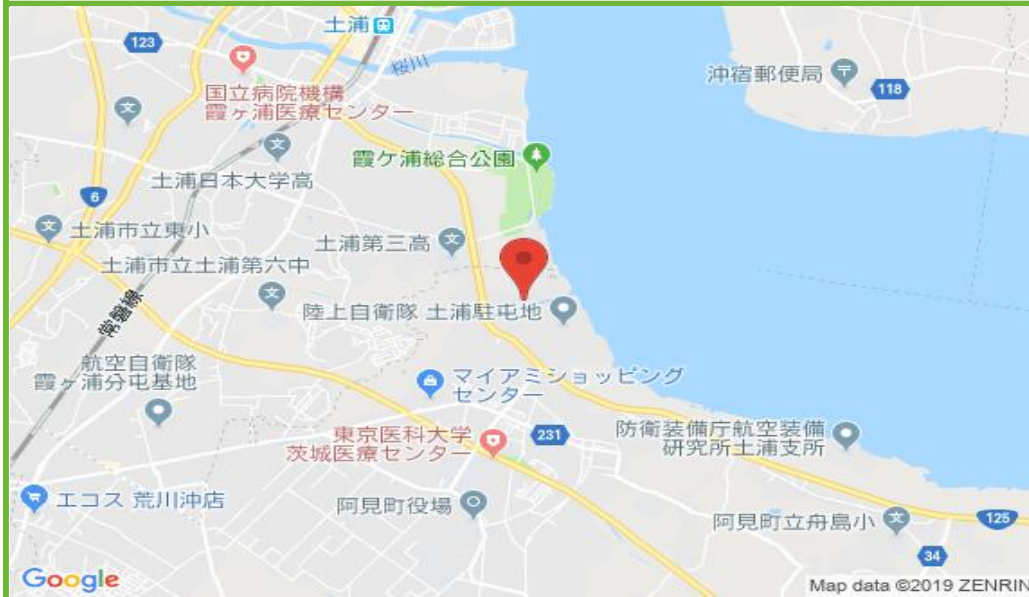 土浦
123
桜川
沖宿郵便局
118
国立病院機構
霞ヶ浦医療センター
霞ケ浦総合公園
土浦日本大学高
6
土浦市立東小
土浦第三高
土浦市立土浦第六中
陸上自衛隊 土浦駐屯地
常磐線
航空自衛隊
霞ヶ浦分屯基地
マイアミショッピング
センター
東京医科大学
茨城医療センター
231
防衛装備庁航空装備
研究所土浦支所
エコス 荒川沖店
阿見町役場
阿見町立舟島小
125
34
Google
Map data ©2019 ZENRIN